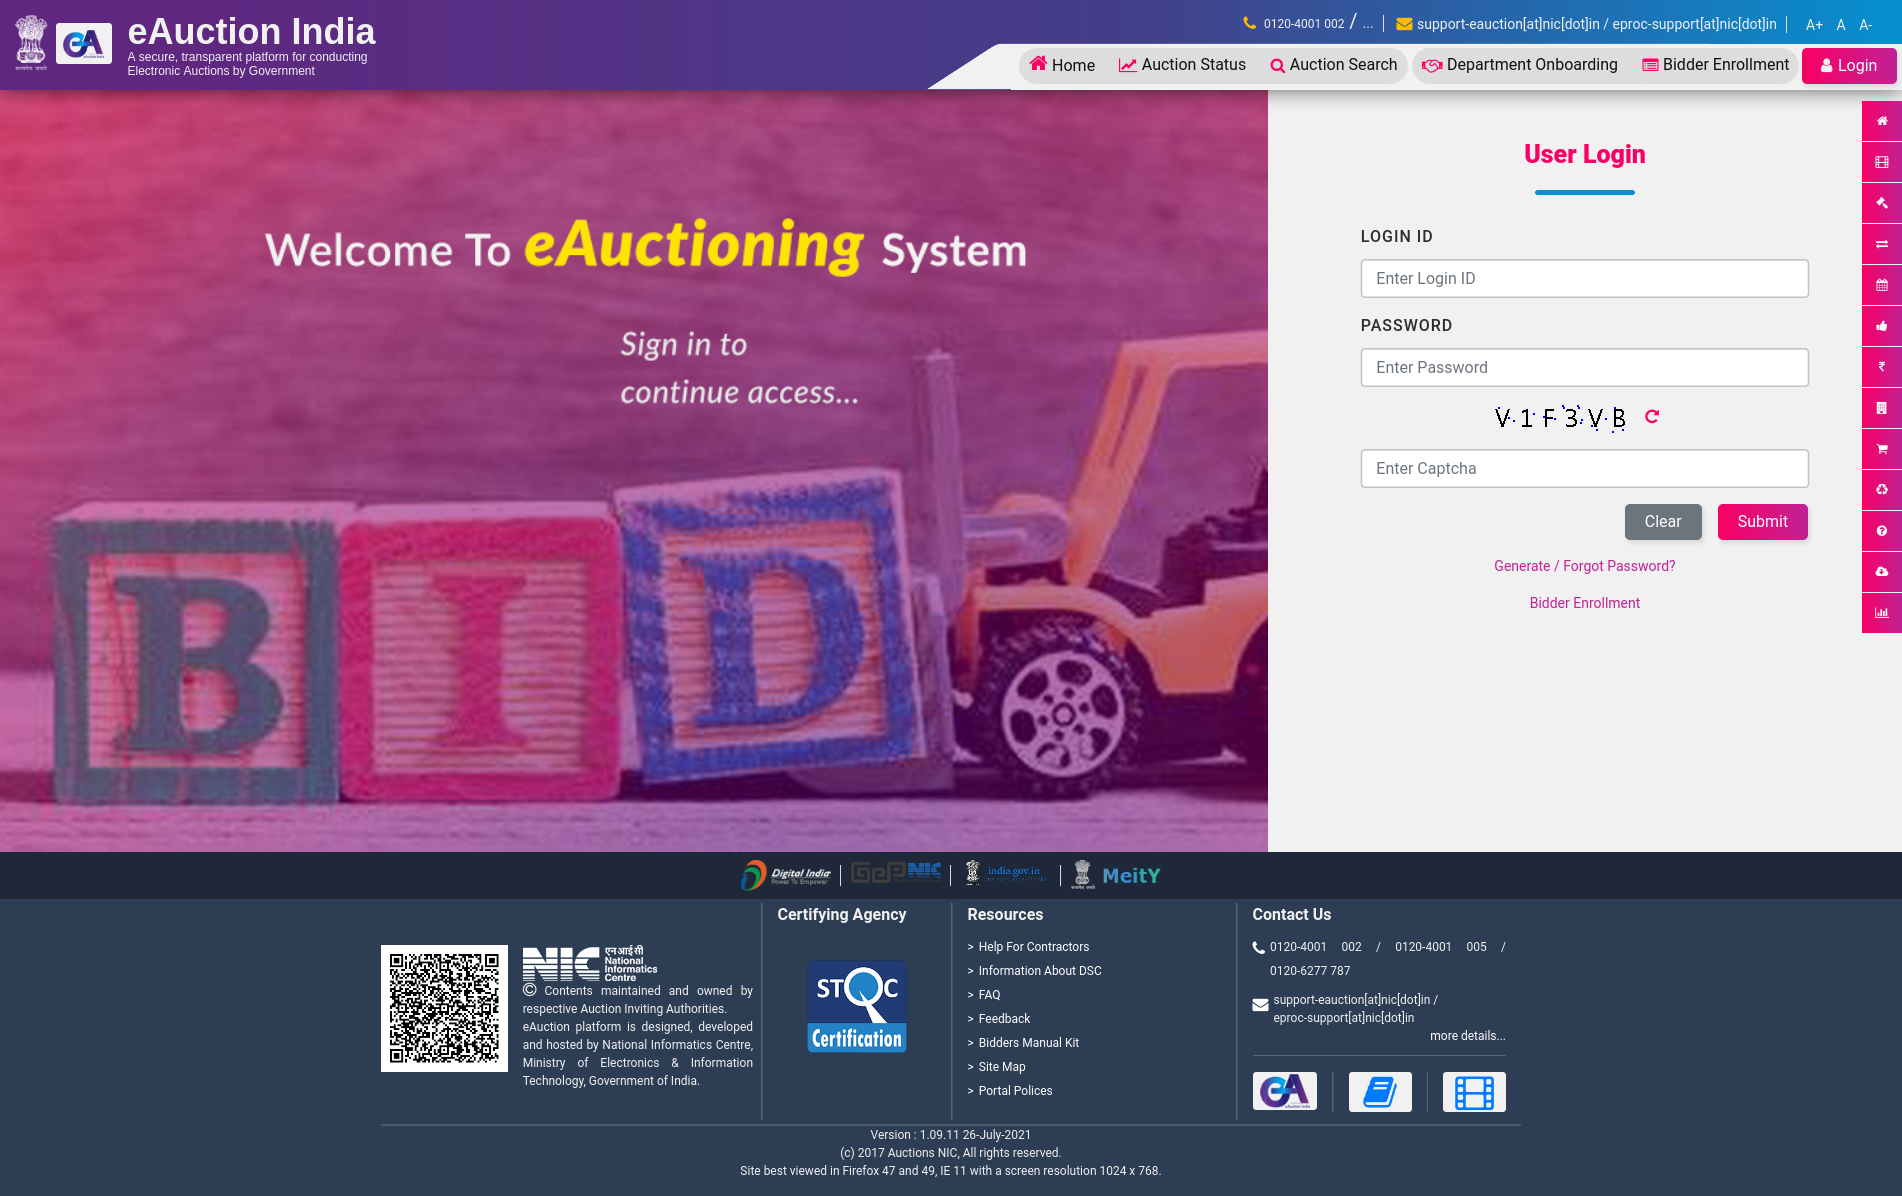 eAuction India
A secure, transparent platform for conducting
Electronic Auctions by Government
0120-4001 002 / ...
support-eauction[at]nic[dot]in / eproc-support[at]nic[dot]in
A+ A A-
Home
Auction Status
Auction Search
Department Onboarding
Bidder Enrollment
Login
Welcome To eAuctioning System
Sign in to
continue access...
BID
User Login
LOGIN ID
Enter Login ID
PASSWORD
Enter Password
V1F3VB
Enter Captcha
Clear
Submit
Generate / Forgot Password?
Bidder Enrollment
Digital India
Power To Empower
GePNIC
india.gov.in
MeitY
NIC
एनआईसी
National
Informatics
Centre
© Contents maintained and owned by
respective Auction Inviting Authorities.
eAuction platform is designed, developed
and hosted by National Informatics Centre,
Ministry of Electronics & Information
Technology, Government of India.
Certifying Agency
STQC
Certification
Resources
> Help For Contractors
> Information About DSC
> FAQ
> Feedback
> Bidders Manual Kit
> Site Map
> Portal Polices
Contact Us
0120-4001 002 / 0120-4001 005 /
0120-6277 787
support-eauction[at]nic[dot]in /
eproc-support[at]nic[dot]in
more details...
eAuction India
Version : 1.09.11 26-July-2021
(c) 2017 Auctions NIC, All rights reserved.
Site best viewed in Firefox 47 and 49, IE 11 with a screen resolution 1024 x 768.